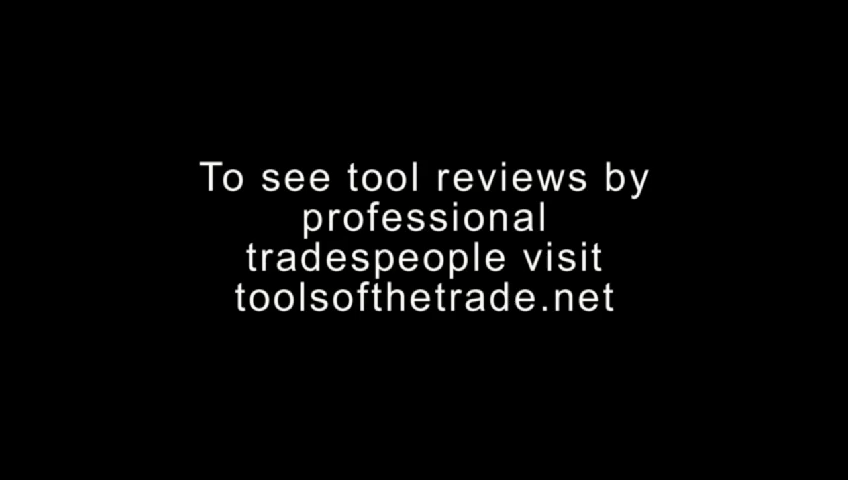 To see tool reviews by
professional
tradespeople visit
toolsofthetrade.net